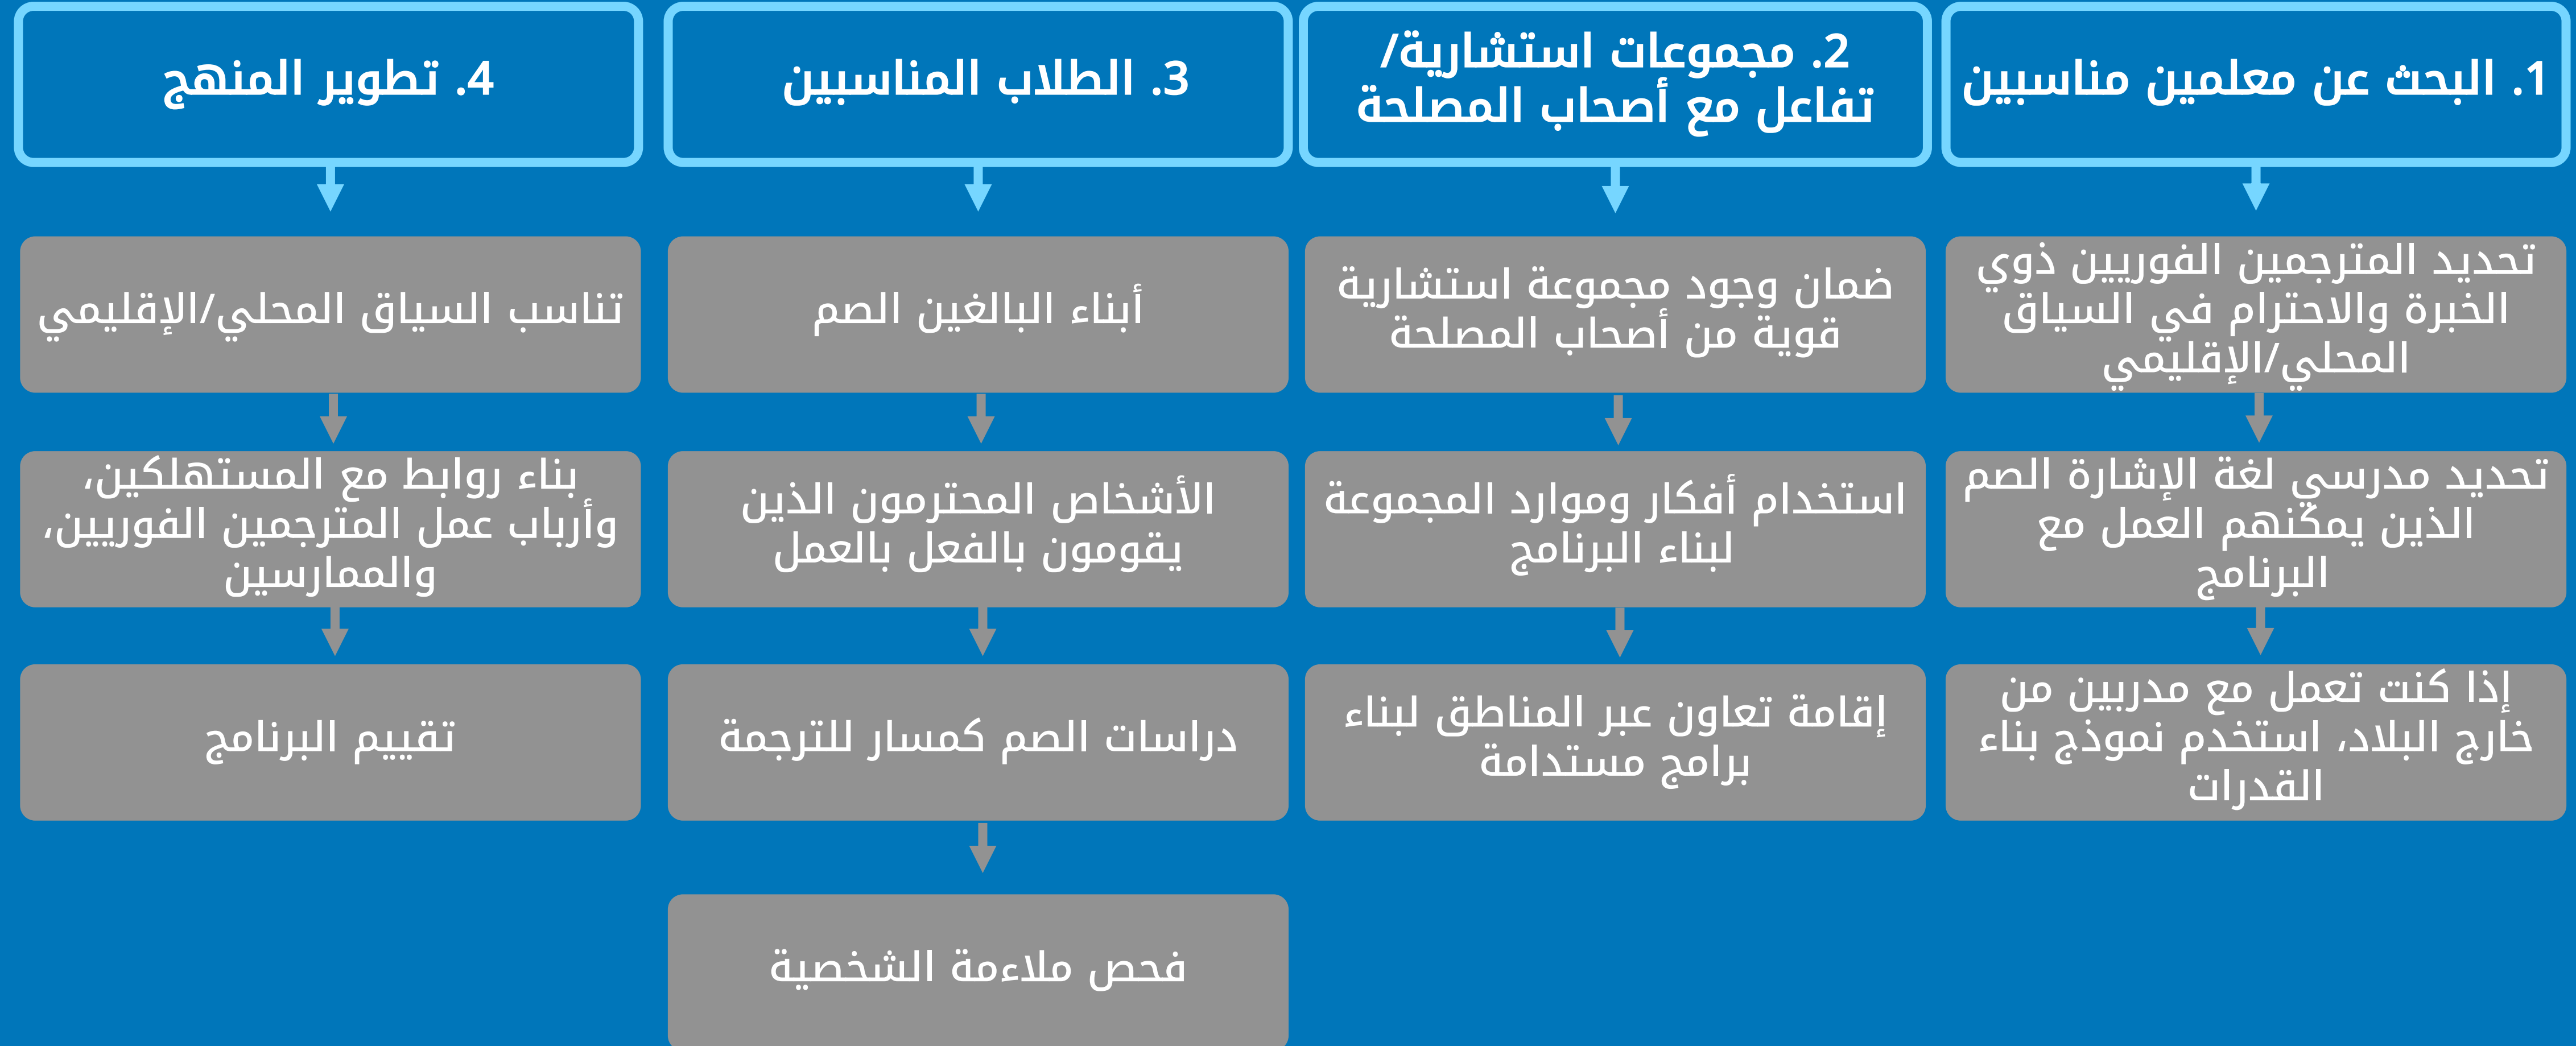 1. البحث عن معلمين مناسبين
تحديد المترجمين الفوريين ذوي
الخبرة والاحترام في السياق
المحلي/الإقليمي
تحديد مدرسي لغة الإشارة الصم
الذين يمكنهم العمل مع
البرنامج
إذا كنت تعمل مع مدربين من
خارج البلاد، استخدم نموذج بناء
القدرات
2. مجموعات استشارية/
تفاعل مع أصحاب المصلحة
ضمان وجود مجموعة استشارية
قوية من أصحاب المصلحة
استخدام أفكار وموارد المجموعة
لبناء البرنامج
إقامة تعاون عبر المناطق لبناء
برامج مستدامة
3. الطلاب المناسبين
أبناء البالغين الصم
الأشخاص المحترمون الذين
يقومون بالفعل بالعمل
دراسات الصم كمسار للترجمة
فحص ملاءمة الشخصية
4. تطوير المنهج
تناسب السياق المحلي/الإقليمي
بناء روابط مع المستهلكين،
وأرباب عمل المترجمين الفوريين،
والممارسين
تقييم البرنامج